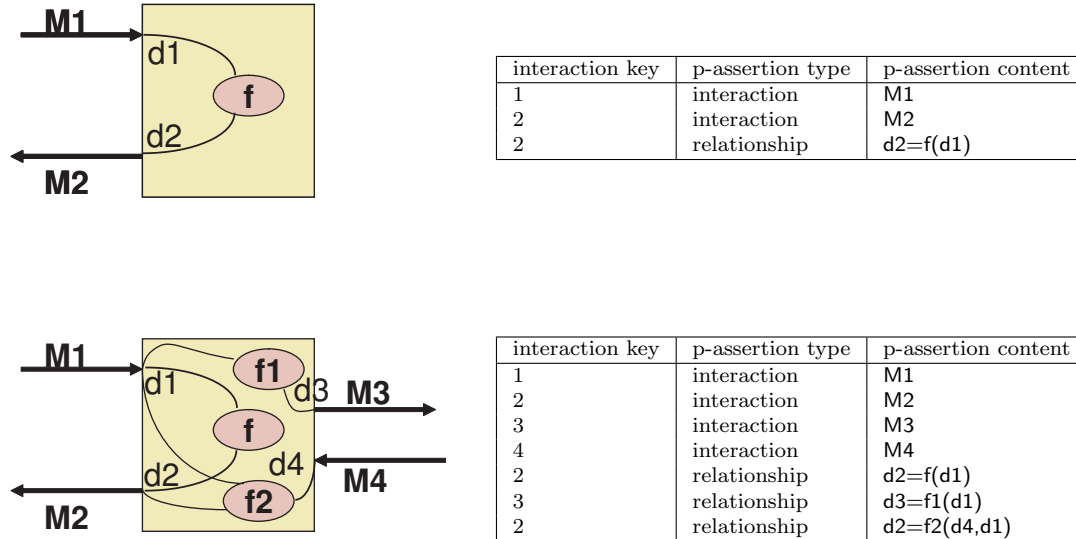 M1
d1
f
d2
M2
interaction key p-assertion type p-assertion content
1 interaction M1
2 interaction M2
2 relationship d2=f(d1)
M1
d1
f1
d3
M3
f
d2
d4
M4
M2
f2
interaction key p-assertion type p-assertion content
1 interaction M1
2 interaction M2
3 interaction M3
4 interaction M4
2 relationship d2=f(d1)
3 relationship d3=f1(d1)
2 relationship d2=f2(d4,d1)